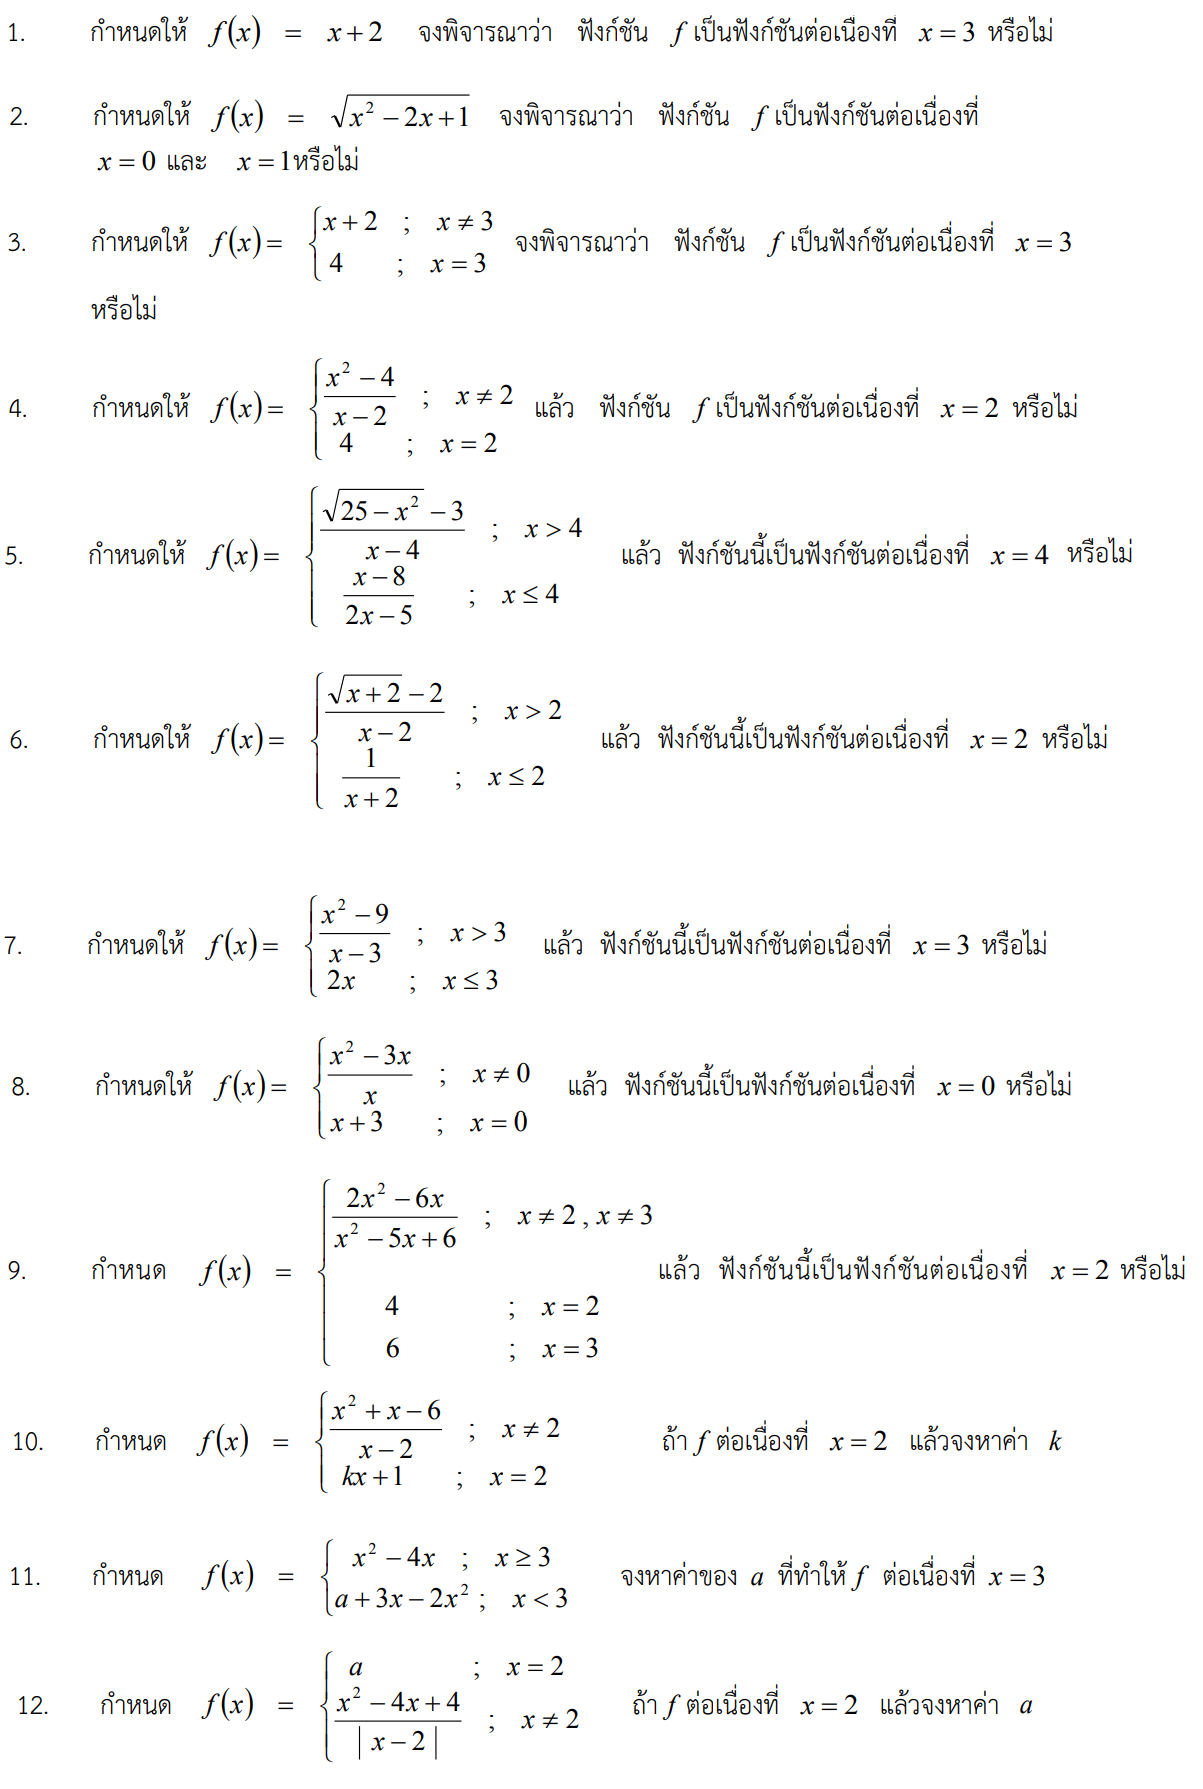 1. กำหนดให้ f(x) = x+2 จงพิจารณาว่า ฟังก์ชัน f เป็นฟังก์ชันต่อเนื่องที่ x = 3 หรือไม่
2. กำหนดให้ f(x) = √(x² − 2x + 1) จงพิจารณาว่า ฟังก์ชัน f เป็นฟังก์ชันต่อเนื่องที่
x = 0 และ x = 1 หรือไม่
3. กำหนดให้ f(x) = { x + 2 ; x ≠ 3
4 ; x = 3 จงพิจารณาว่า ฟังก์ชัน f เป็นฟังก์ชันต่อเนื่องที่ x = 3
หรือไม่
4. กำหนดให้ f(x) = { (x² − 4)/(x − 2) ; x ≠ 2
4 ; x = 2 แล้ว ฟังก์ชัน f เป็นฟังก์ชันต่อเนื่องที่ x = 2 หรือไม่
5. กำหนดให้ f(x) = { (√(25 − x²) − 3)/(x − 4) ; x > 4
(x − 8)/(2x − 5) ; x ≤ 4 แล้ว ฟังก์ชันนี้เป็นฟังก์ชันต่อเนื่องที่ x = 4 หรือไม่
6. กำหนดให้ f(x) = { (√(x + 2) − 2)/(x − 2) ; x > 2
1/(x + 2) ; x ≤ 2 แล้ว ฟังก์ชันนี้เป็นฟังก์ชันต่อเนื่องที่ x = 2 หรือไม่
7. กำหนดให้ f(x) = { (x² − 9)/(x − 3) ; x > 3
2x ; x ≤ 3 แล้ว ฟังก์ชันนี้เป็นฟังก์ชันต่อเนื่องที่ x = 3 หรือไม่
8. กำหนดให้ f(x) = { (x² − 3x)/x ; x ≠ 0
x + 3 ; x = 0 แล้ว ฟังก์ชันนี้เป็นฟังก์ชันต่อเนื่องที่ x = 0 หรือไม่
9. กำหนด f(x) = { (2x² − 6x)/(x² − 5x + 6) ; x ≠ 2 , x ≠ 3
4 ; x = 2
6 ; x = 3 แล้ว ฟังก์ชันนี้เป็นฟังก์ชันต่อเนื่องที่ x = 2 หรือไม่
10. กำหนด f(x) = { (x² + x − 6)/(x − 2) ; x ≠ 2
kx + 1 ; x = 2 ถ้า f ต่อเนื่องที่ x = 2 แล้วจงหาค่า k
11. กำหนด f(x) = { x² − 4x ; x ≥ 3
a + 3x − 2x² ; x < 3 จงหาค่าของ a ที่ทำให้ f ต่อเนื่องที่ x = 3
12. กำหนด f(x) = { a ; x = 2
(x² − 4x + 4)/| x − 2 | ; x ≠ 2 ถ้า f ต่อเนื่องที่ x = 2 แล้วจงหาค่า a